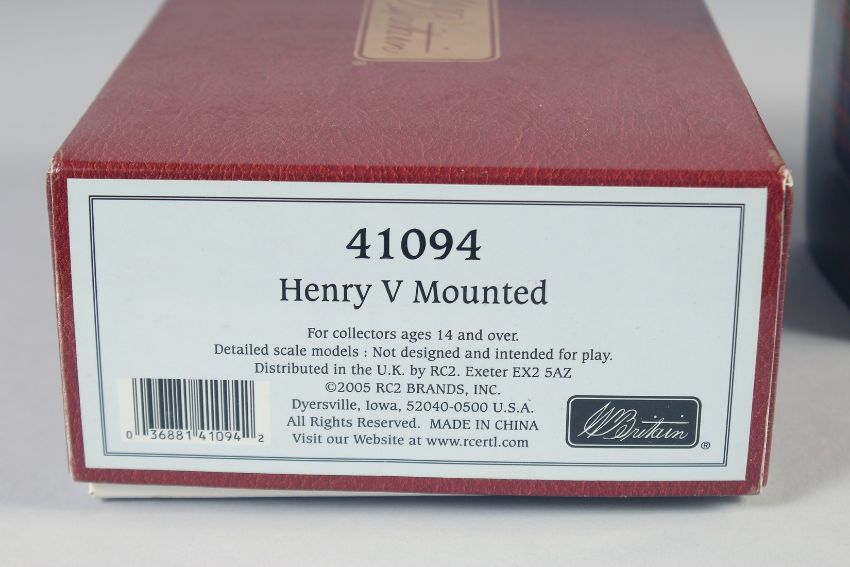 41094
Henry V Mounted
For collectors ages 14 and over.
Detailed scale models : Not designed and intended for play.
Distributed in the U.K. by RC2. Exeter EX2 5AZ
©2005 RC2 BRANDS, INC.
Dyersville, Iowa, 52040-0500 U.S.A.
All Rights Reserved. MADE IN CHINA
Visit our Website at www.rcertl.com.
0 36881 41094 2
W.Britain ®